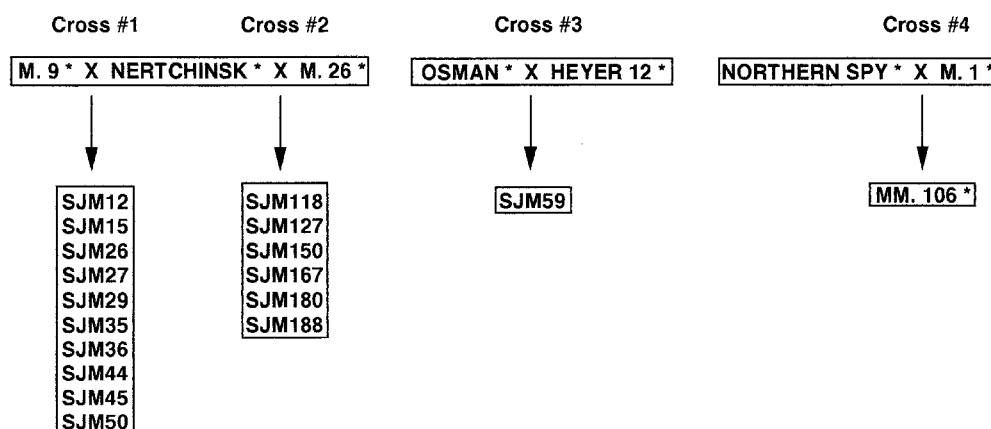 Cross #1 Cross #2 Cross #3 Cross #4
M. 9 * X NERTCHINSK * X M. 26 * OSMAN * X HEYER 12 * NORTHERN SPY * X M. 1 *
SJM12 SJM118 SJM59 MM. 106 *
SJM15 SJM127
SJM26 SJM150
SJM27 SJM167
SJM29 SJM180
SJM35 SJM188
SJM36
SJM44
SJM45
SJM50